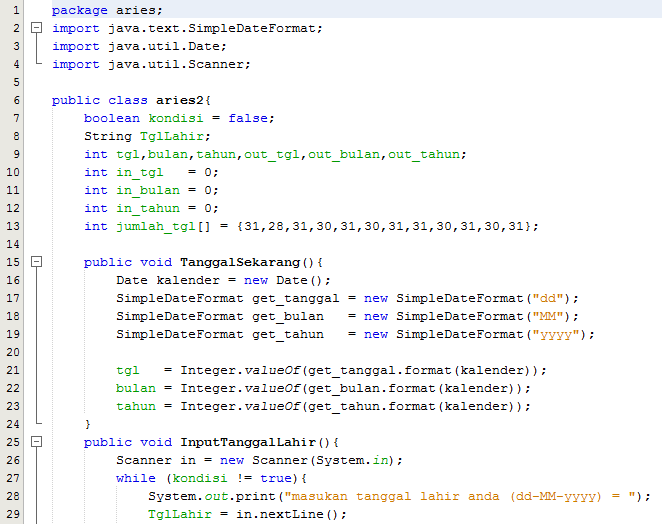 1 package aries;
2 import java.text.SimpleDateFormat;
3 import java.util.Date;
4 import java.util.Scanner;
5
6 public class aries2{
7     boolean kondisi = false;
8     String TglLahir;
9     int tgl,bulan,tahun,out_tgl,out_bulan,out_tahun;
10     int in_tgl   = 0;
11     int in_bulan = 0;
12     int in_tahun = 0;
13     int jumlah_tgl[] = {31,28,31,30,31,30,31,31,30,31,30,31};
14
15     public void TanggalSekarang(){
16         Date kalender = new Date();
17         SimpleDateFormat get_tanggal = new SimpleDateFormat("dd");
18         SimpleDateFormat get_bulan   = new SimpleDateFormat("MM");
19         SimpleDateFormat get_tahun   = new SimpleDateFormat("yyyy");
20
21         tgl   = Integer.valueOf(get_tanggal.format(kalender));
22         bulan = Integer.valueOf(get_bulan.format(kalender));
23         tahun = Integer.valueOf(get_tahun.format(kalender));
24     }
25     public void InputTanggalLahir(){
26         Scanner in = new Scanner(System.in);
27         while (kondisi != true){
28             System.out.print("masukan tanggal lahir anda (dd-MM-yyyy) = ");
29             TglLahir = in.nextLine();